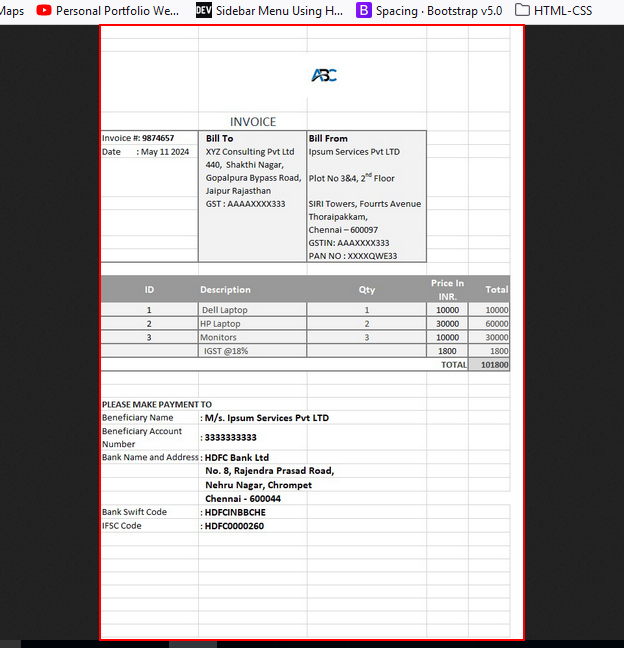 Maps
Personal Portfolio We...
DEV Sidebar Menu Using H...
B Spacing · Bootstrap v5.0
HTML-CSS
ABC
INVOICE
Invoice #: 9874657
Date : May 11 2024
Bill To
XYZ Consulting Pvt Ltd
440, Shakthi Nagar,
Gopalpura Bypass Road,
Jaipur Rajasthan
GST : AAAAXXXX333
Bill From
Ipsum Services Pvt LTD
Plot No 3&4, 2nd Floor
SIRI Towers, Fourrts Avenue
Thoraipakkam,
Chennai – 600097
GSTIN: AAAXXXX333
PAN NO : XXXXQWE33
ID Description Qty Price In INR. Total
1 Dell Laptop 1 10000 10000
2 HP Laptop 2 30000 60000
3 Monitors 3 10000 30000
IGST @18% 1800 1800
TOTAL 101800
PLEASE MAKE PAYMENT TO
Beneficiary Name : M/s. Ipsum Services Pvt LTD
Beneficiary Account Number : 3333333333
Bank Name and Address : HDFC Bank Ltd
No. 8, Rajendra Prasad Road,
Nehru Nagar, Chrompet
Chennai - 600044
Bank Swift Code : HDFCINBBCHE
IFSC Code : HDFC0000260